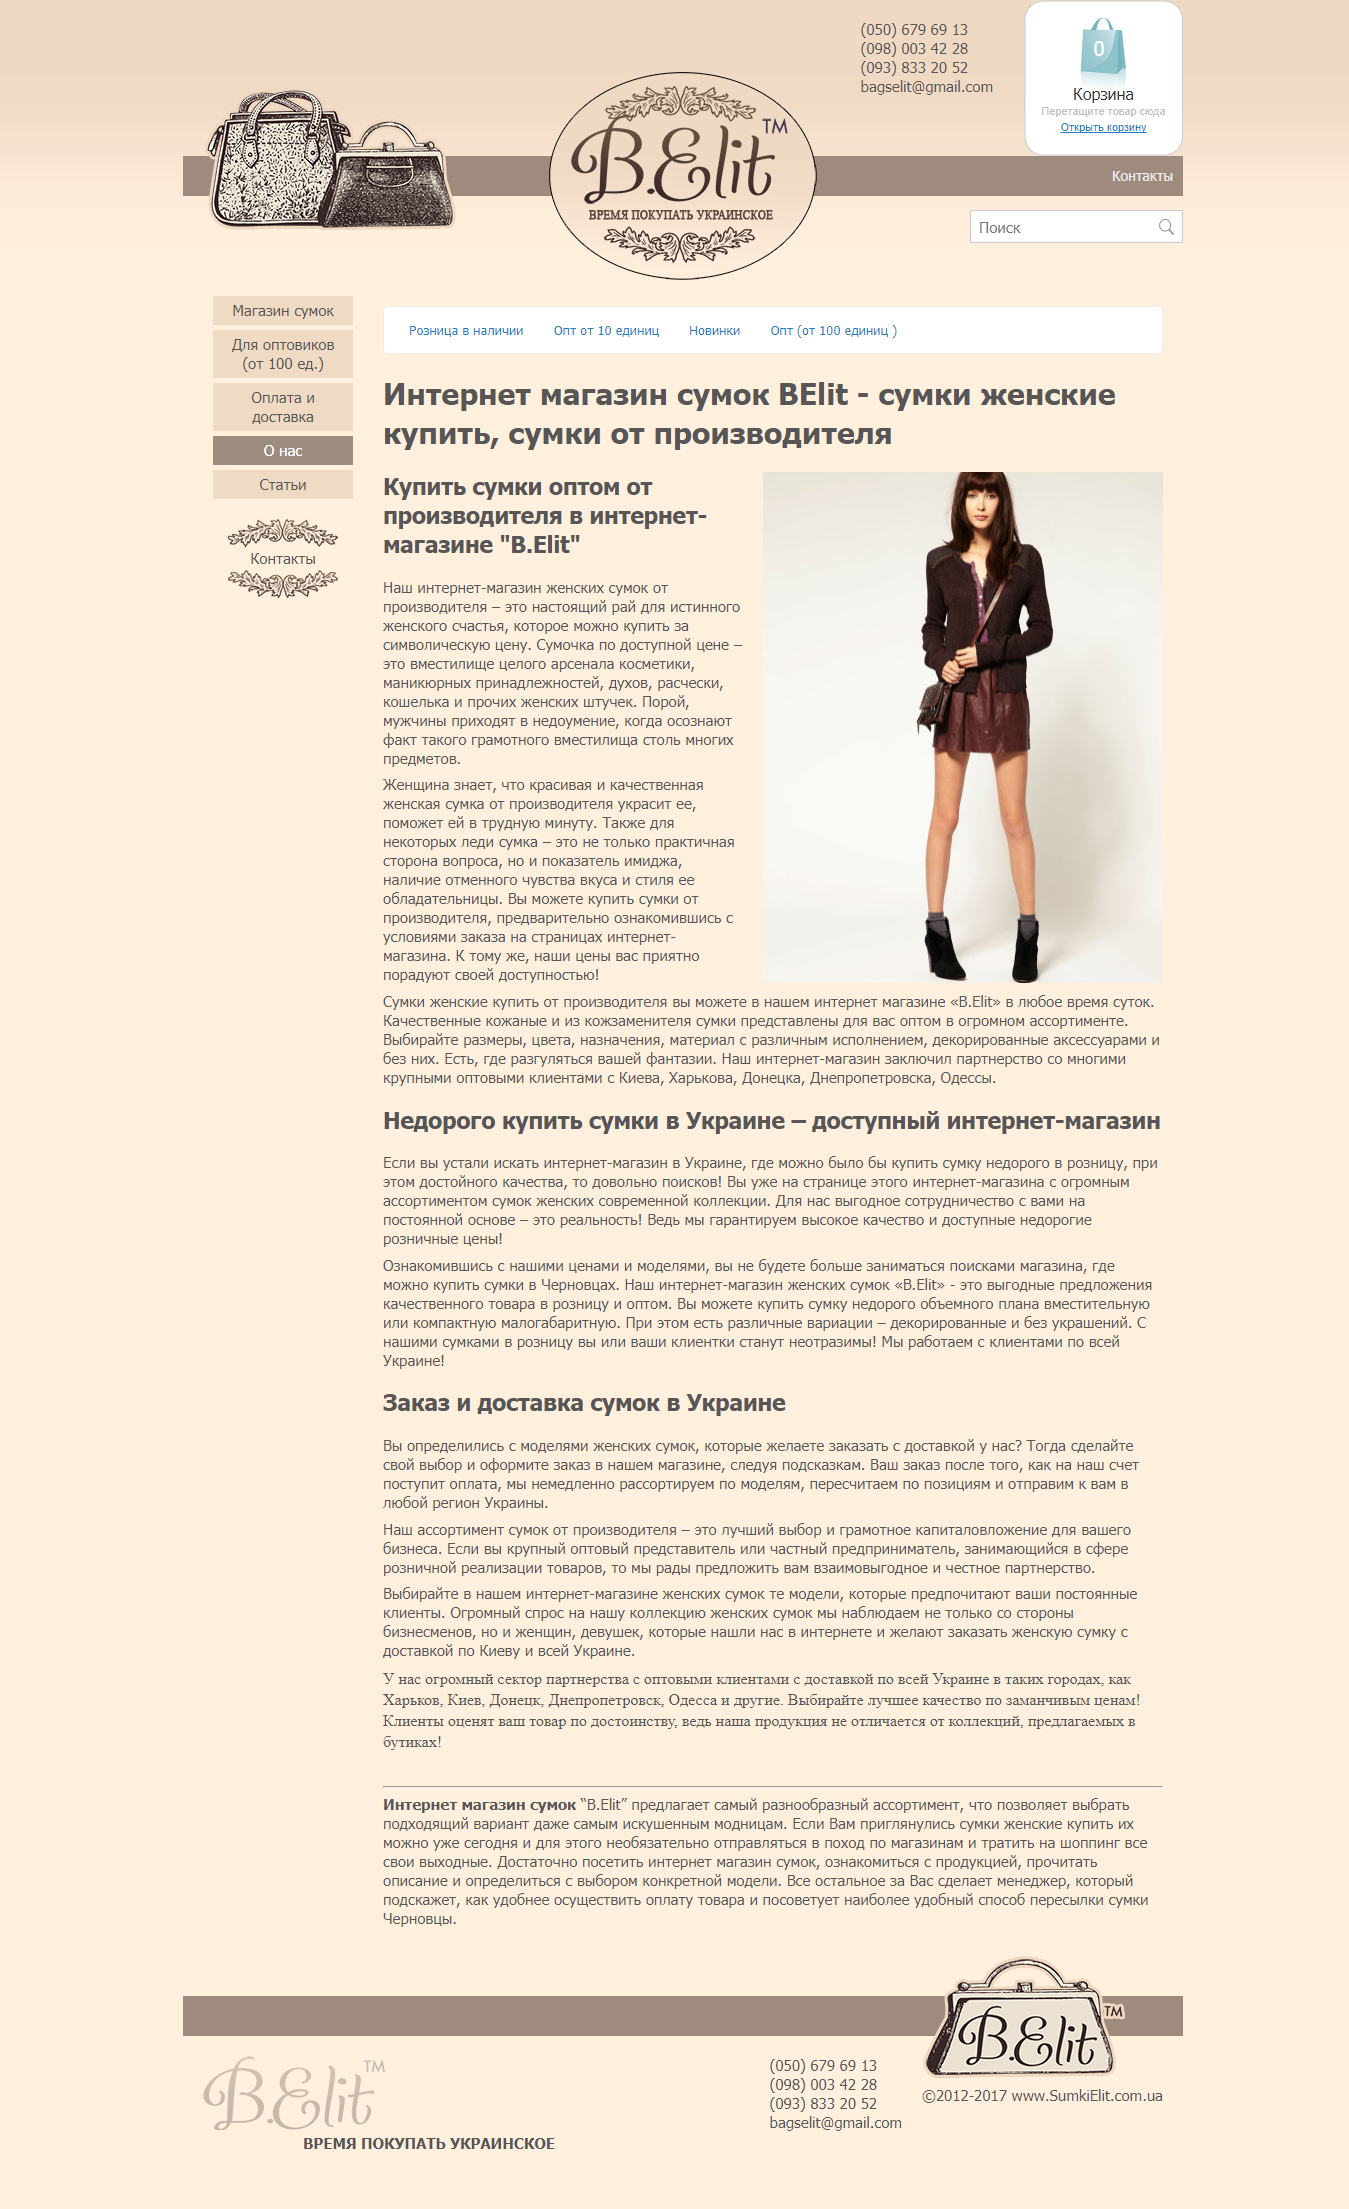 (050) 679 69 13
(098) 003 42 28
(093) 833 20 52
bagselit@gmail.com
0
Корзина
Перетащите товар сюда
Открыть корзину
B.Elit TM
ВРЕМЯ ПОКУПАТЬ УКРАИНСКОЕ
Контакты
Поиск
Магазин сумок
Для оптовиков
(от 100 ед.)
Оплата и
доставка
О нас
Статьи
Контакты
Розница в наличии Опт от 10 единиц Новинки Опт (от 100 единиц )
Интернет магазин сумок BElit - сумки женские
купить, сумки от производителя
Купить сумки оптом от
производителя в интернет-
магазине "B.Elit"
Наш интернет-магазин женских сумок от
производителя – это настоящий рай для истинного
женского счастья, которое можно купить за
символическую цену. Сумочка по доступной цене –
это вместилище целого арсенала косметики,
маникюрных принадлежностей, духов, расчески,
кошелька и прочих женских штучек. Порой,
мужчины приходят в недоумение, когда осознают
факт такого грамотного вместилища столь многих
предметов.
Женщина знает, что красивая и качественная
женская сумка от производителя украсит ее,
поможет ей в трудную минуту. Также для
некоторых леди сумка – это не только практичная
сторона вопроса, но и показатель имиджа,
наличие отменного чувства вкуса и стиля ее
обладательницы. Вы можете купить сумки от
производителя, предварительно ознакомившись с
условиями заказа на страницах интернет-
магазина. К тому же, наши цены вас приятно
порадуют своей доступностью!
Сумки женские купить от производителя вы можете в нашем интернет магазине «B.Elit» в любое время суток.
Качественные кожаные и из кожзаменителя сумки представлены для вас оптом в огромном ассортименте.
Выбирайте размеры, цвета, назначения, материал с различным исполнением, декорированные аксессуарами и
без них. Есть, где разгуляться вашей фантазии. Наш интернет-магазин заключил партнерство со многими
крупными оптовыми клиентами с Киева, Харькова, Донецка, Днепропетровска, Одессы.
Недорого купить сумки в Украине – доступный интернет-магазин
Если вы устали искать интернет-магазин в Украине, где можно было бы купить сумку недорого в розницу, при
этом достойного качества, то довольно поисков! Вы уже на странице этого интернет-магазина с огромным
ассортиментом сумок женских современной коллекции. Для нас выгодное сотрудничество с вами на
постоянной основе – это реальность! Ведь мы гарантируем высокое качество и доступные недорогие
розничные цены!
Ознакомившись с нашими ценами и моделями, вы не будете больше заниматься поисками магазина, где
можно купить сумки в Черновцах. Наш интернет-магазин женских сумок «B.Elit» - это выгодные предложения
качественного товара в розницу и оптом. Вы можете купить сумку недорого объемного плана вместительную
или компактную малогабаритную. При этом есть различные вариации – декорированные и без украшений. С
нашими сумками в розницу вы или ваши клиентки станут неотразимы! Мы работаем с клиентами по всей
Украине!
Заказ и доставка сумок в Украине
Вы определились с моделями женских сумок, которые желаете заказать с доставкой у нас? Тогда сделайте
свой выбор и оформите заказ в нашем магазине, следуя подсказкам. Ваш заказ после того, как на наш счет
поступит оплата, мы немедленно рассортируем по моделям, пересчитаем по позициям и отправим к вам в
любой регион Украины.
Наш ассортимент сумок от производителя – это лучший выбор и грамотное капиталовложение для вашего
бизнеса. Если вы крупный оптовый представитель или частный предприниматель, занимающийся в сфере
розничной реализации товаров, то мы рады предложить вам взаимовыгодное и честное партнерство.
Выбирайте в нашем интернет-магазине женских сумок те модели, которые предпочитают ваши постоянные
клиенты. Огромный спрос на нашу коллекцию женских сумок мы наблюдаем не только со стороны
бизнесменов, но и женщин, девушек, которые нашли нас в интернете и желают заказать женскую сумку с
доставкой по Киеву и всей Украине.
У нас огромный сектор партнерства с оптовыми клиентами с доставкой по всей Украине в таких городах, как
Харьков, Киев, Донецк, Днепропетровск, Одесса и другие. Выбирайте лучшее качество по заманчивым ценам!
Клиенты оценят ваш товар по достоинству, ведь наша продукция не отличается от коллекций, предлагаемых в
бутиках!
Интернет магазин сумок “B.Elit” предлагает самый разнообразный ассортимент, что позволяет выбрать
подходящий вариант даже самым искушенным модницам. Если Вам приглянулись сумки женские купить их
можно уже сегодня и для этого необязательно отправляться в поход по магазинам и тратить на шоппинг все
свои выходные. Достаточно посетить интернет магазин сумок, ознакомиться с продукцией, прочитать
описание и определиться с выбором конкретной модели. Все остальное за Вас сделает менеджер, который
подскажет, как удобнее осуществить оплату товара и посоветует наиболее удобный способ пересылки сумки
Черновцы.
B.Elit TM
B.Elit TM
ВРЕМЯ ПОКУПАТЬ УКРАИНСКОЕ
(050) 679 69 13
(098) 003 42 28
(093) 833 20 52
bagselit@gmail.com
©2012-2017 www.SumkiElit.com.ua